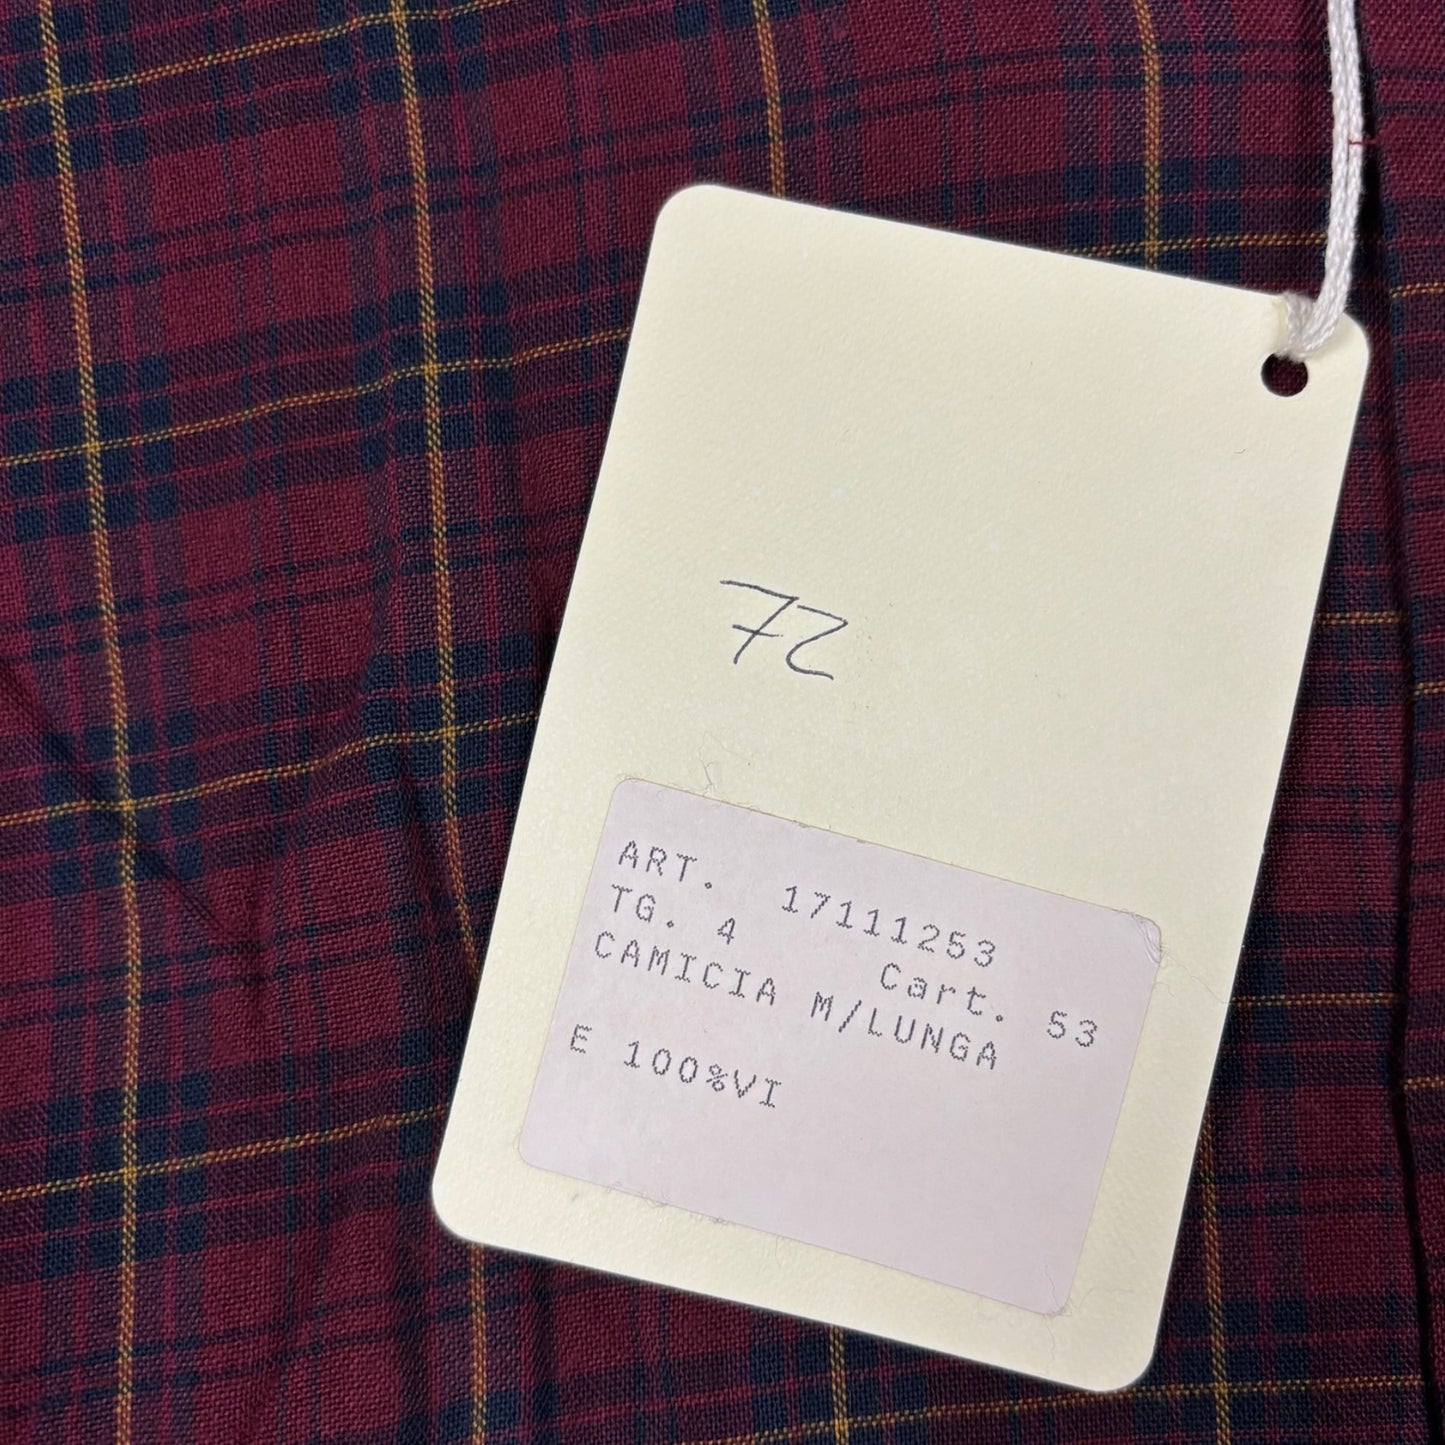 72
ART. 17111253
TG. 4 Cart. 53
CAMICIA M/LUNGA
E 100%VI